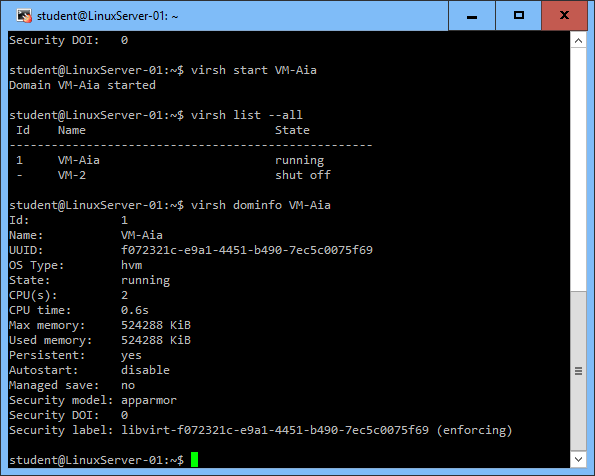 student@LinuxServer-01: ~
Security DOI:   0
student@LinuxServer-01:~$ virsh start VM-Aia
Domain VM-Aia started
student@LinuxServer-01:~$ virsh list --all
 Id    Name                           State
----------------------------------------------------
 1     VM-Aia                         running
 -     VM-2                           shut off
student@LinuxServer-01:~$ virsh dominfo VM-Aia
Id:             1
Name:           VM-Aia
UUID:           f072321c-e9a1-4451-b490-7ec5c0075f69
OS Type:        hvm
State:          running
CPU(s):         2
CPU time:       0.6s
Max memory:     524288 KiB
Used memory:    524288 KiB
Persistent:     yes
Autostart:      disable
Managed save:   no
Security model: apparmor
Security DOI:   0
Security label: libvirt-f072321c-e9a1-4451-b490-7ec5c0075f69 (enforcing)
student@LinuxServer-01:~$